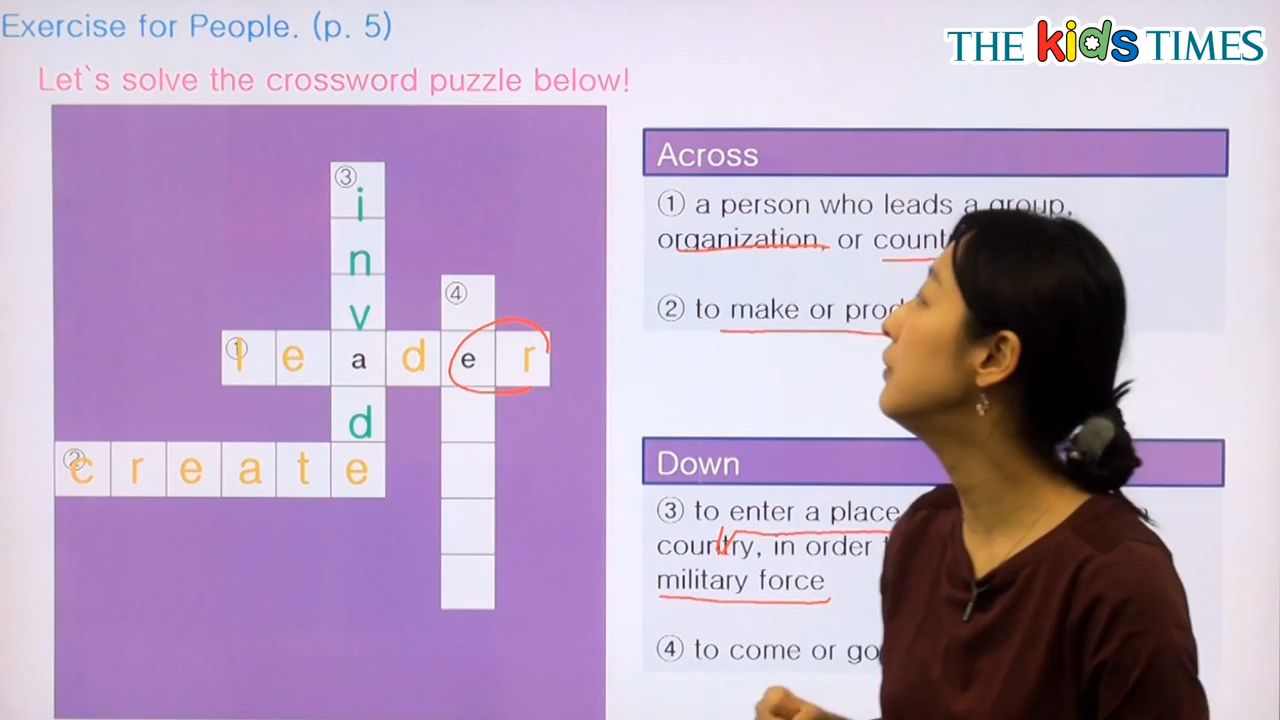 Exercise for People. (p. 5)
THE kids TIMES
Let`s solve the crossword puzzle below!
③
i
n
v
④
① l e a d e r
d
② c r e a t e
Across
① a person who leads a group,
organization, or
② to make or
Down
③ to enter a place
country, in order
military force
④ to come or go